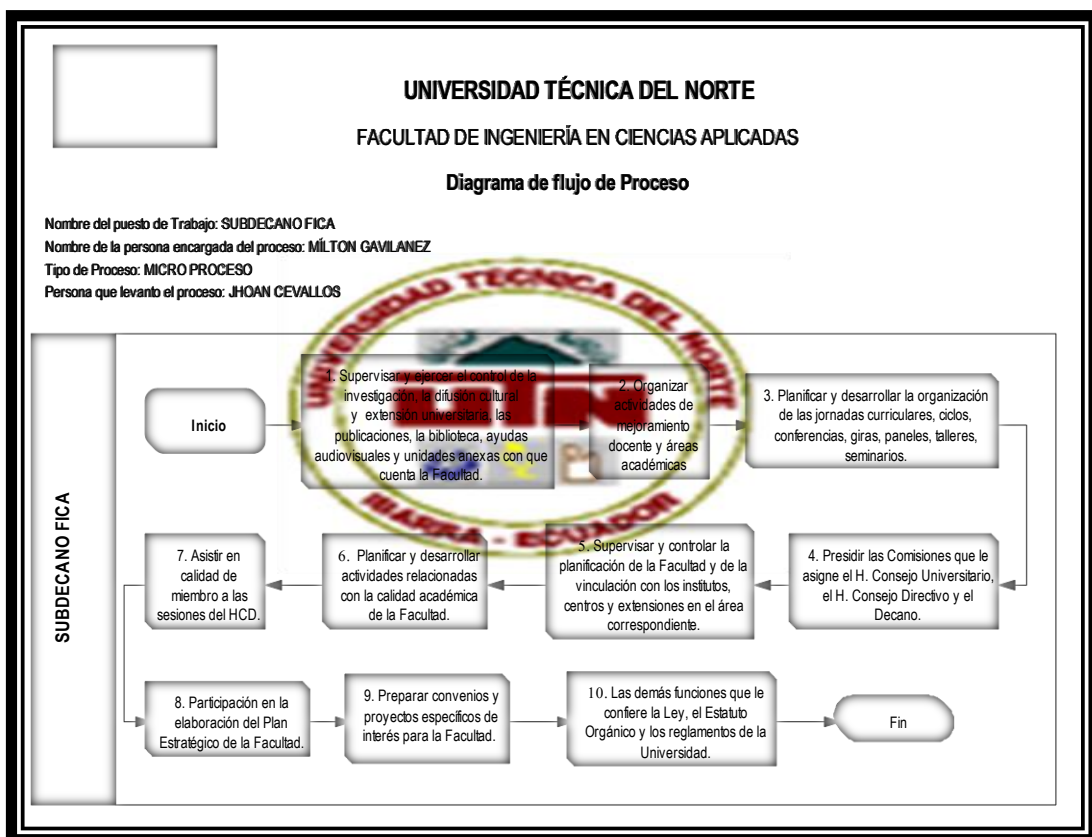 UNIVERSIDAD TÉCNICA DEL NORTE
FACULTAD DE INGENIERÍA EN CIENCIAS APLICADAS
Diagrama de flujo de Proceso
Nombre del puesto de Trabajo: SUBDECANO FICA
Nombre de la persona encargada del proceso: MÍLTON GAVILANEZ
Tipo de Proceso: MICRO PROCESO
Persona que levanto el proceso: JHOAN CEVALLOS
UNIVERSIDAD TECNICA DEL NORTE
UTN
IBARRA - ECUADOR
SUBDECANO FICA
Inicio
1. Supervisar y ejercer el control de la
investigación, la difusión cultural
y extensión universitaria, las
publicaciones, la biblioteca, ayudas
audiovisuales y unidades anexas con que
cuenta la Facultad.
2. Organizar
actividades de
mejoramiento
docente y áreas
académicas
3. Planificar y desarrollar la organización
de las jornadas curriculares, ciclos,
conferencias, giras, paneles, talleres,
seminarios.
4. Presidir las Comisiones que le
asigne el H. Consejo Universitario,
el H. Consejo Directivo y el
Decano.
5. Supervisar y controlar la
planificación de la Facultad y de la
vinculación con los institutos,
centros y extensiones en el área
correspondiente.
6. Planificar y desarrollar
actividades relacionadas
con la calidad académica
de la Facultad.
7. Asistir en
calidad de
miembro a las
sesiones del HCD.
8. Participación en la
elaboración del Plan
Estratégico de la Facultad.
9. Preparar convenios y
proyectos específicos de
interés para la Facultad.
10. Las demás funciones que le
confiere la Ley, el Estatuto
Orgánico y los reglamentos de la
Universidad.
Fin